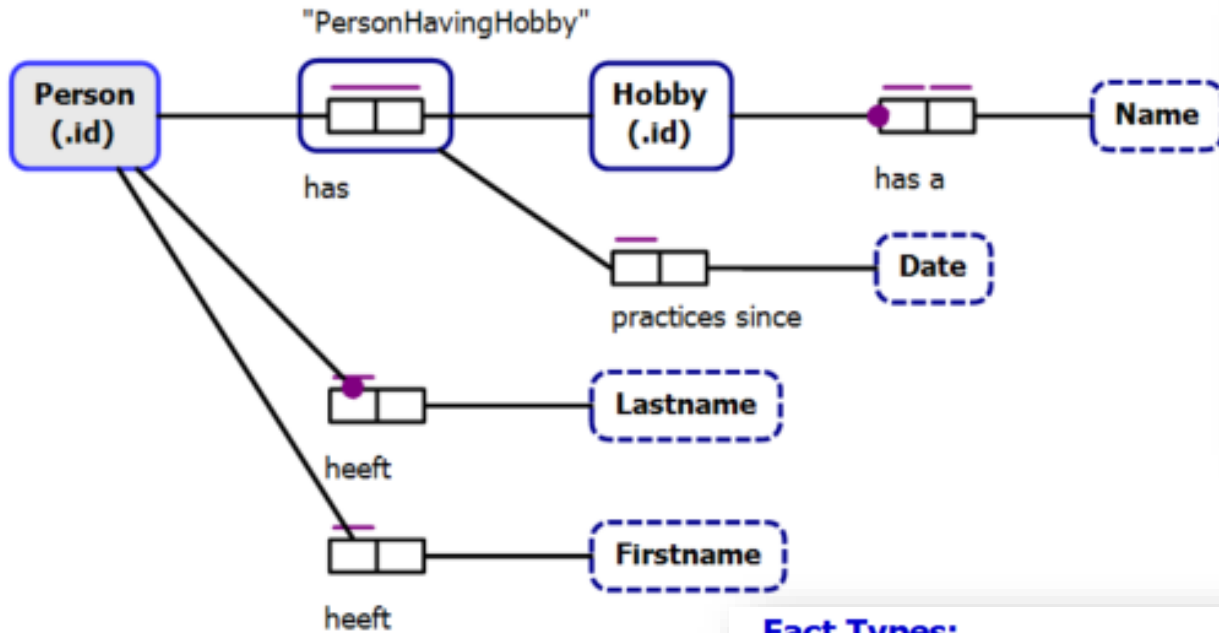 "PersonHavingHobby"
Person
(.id)
has
Hobby
(.id)
has a
Name
practices since
Date
heeft
Lastname
heeft
Firstname
Fact Types: